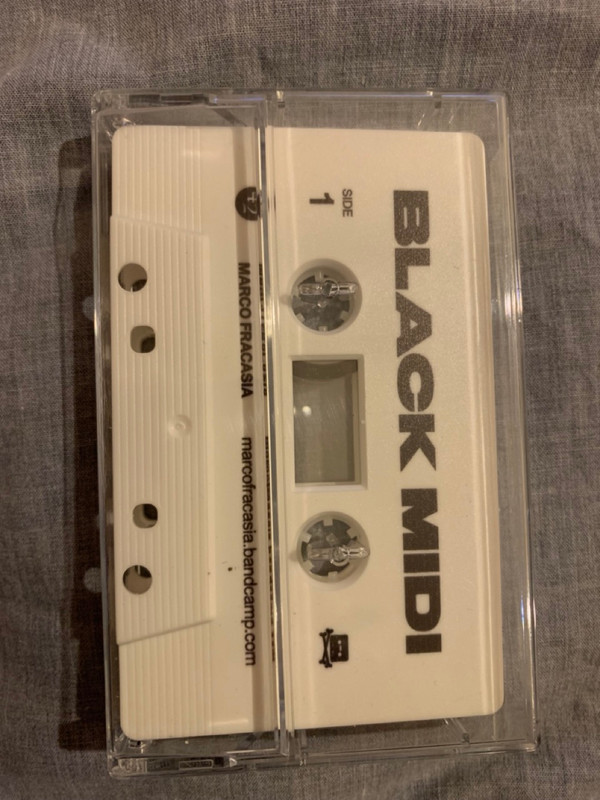 BLACK MIDI
SIDE
1
MARCO FRACASIA marcofracasia.bandcamp.com